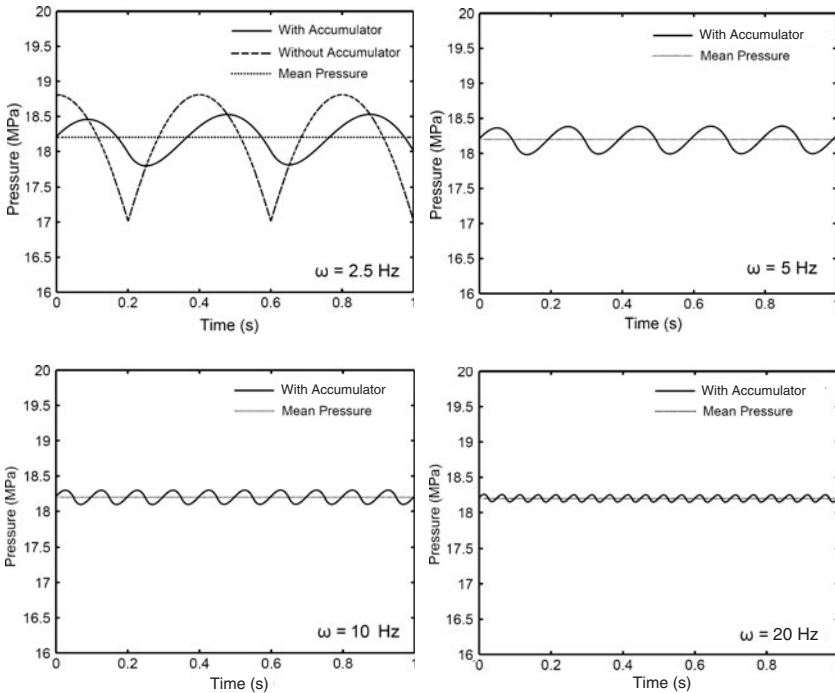 20
19.5
19
18.5
18
17.5
17
16.5
16
Pressure (MPa)
With Accumulator
Without Accumulator
Mean Pressure
ω = 2.5 Hz
0 0.2 0.4 0.6 0.8 1
Time (s)
20
19.5
19
18.5
18
17.5
17
16.5
16
Pressure (MPa)
With Accumulator
Mean Pressure
ω = 5 Hz
0 0.2 0.4 0.6 0.8 1
Time (s)
20
19.5
19
18.5
18
17.5
17
16.5
16
Pressure (MPa)
With Accumulator
Mean Pressure
ω = 10 Hz
0 0.2 0.4 0.6 0.8 1
Time (s)
20
19.5
19
18.5
18
17.5
17
16.5
16
Pressure (MPa)
With Accumulator
Mean Pressure
ω = 20 Hz
0 0.2 0.4 0.6 0.8 1
Time (s)